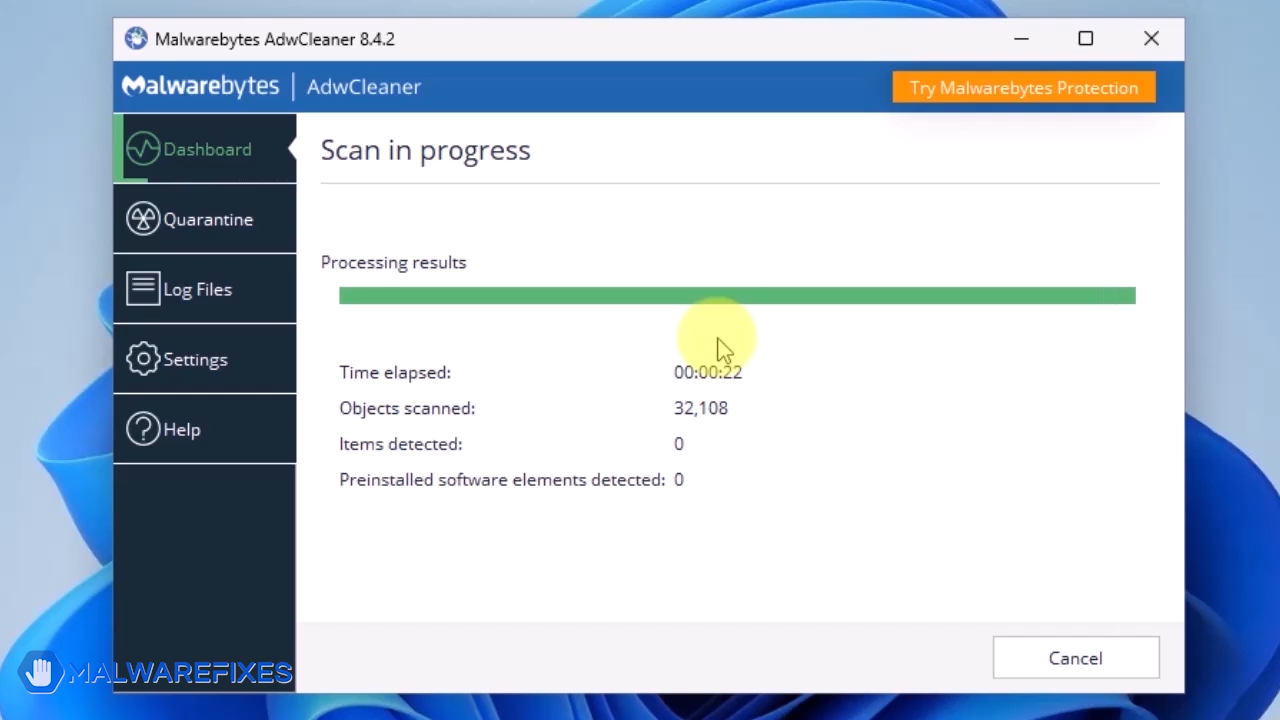 Malwarebytes AdwCleaner 8.4.2
Malwarebytes | AdwCleaner
Try Malwarebytes Protection
Dashboard
Scan in progress
Quarantine
Processing results
Log Files
Settings
Time elapsed: 00:00:22
Objects scanned: 32,108
Help
Items detected: 0
Preinstalled software elements detected: 0
Cancel
MALWAREFIXES